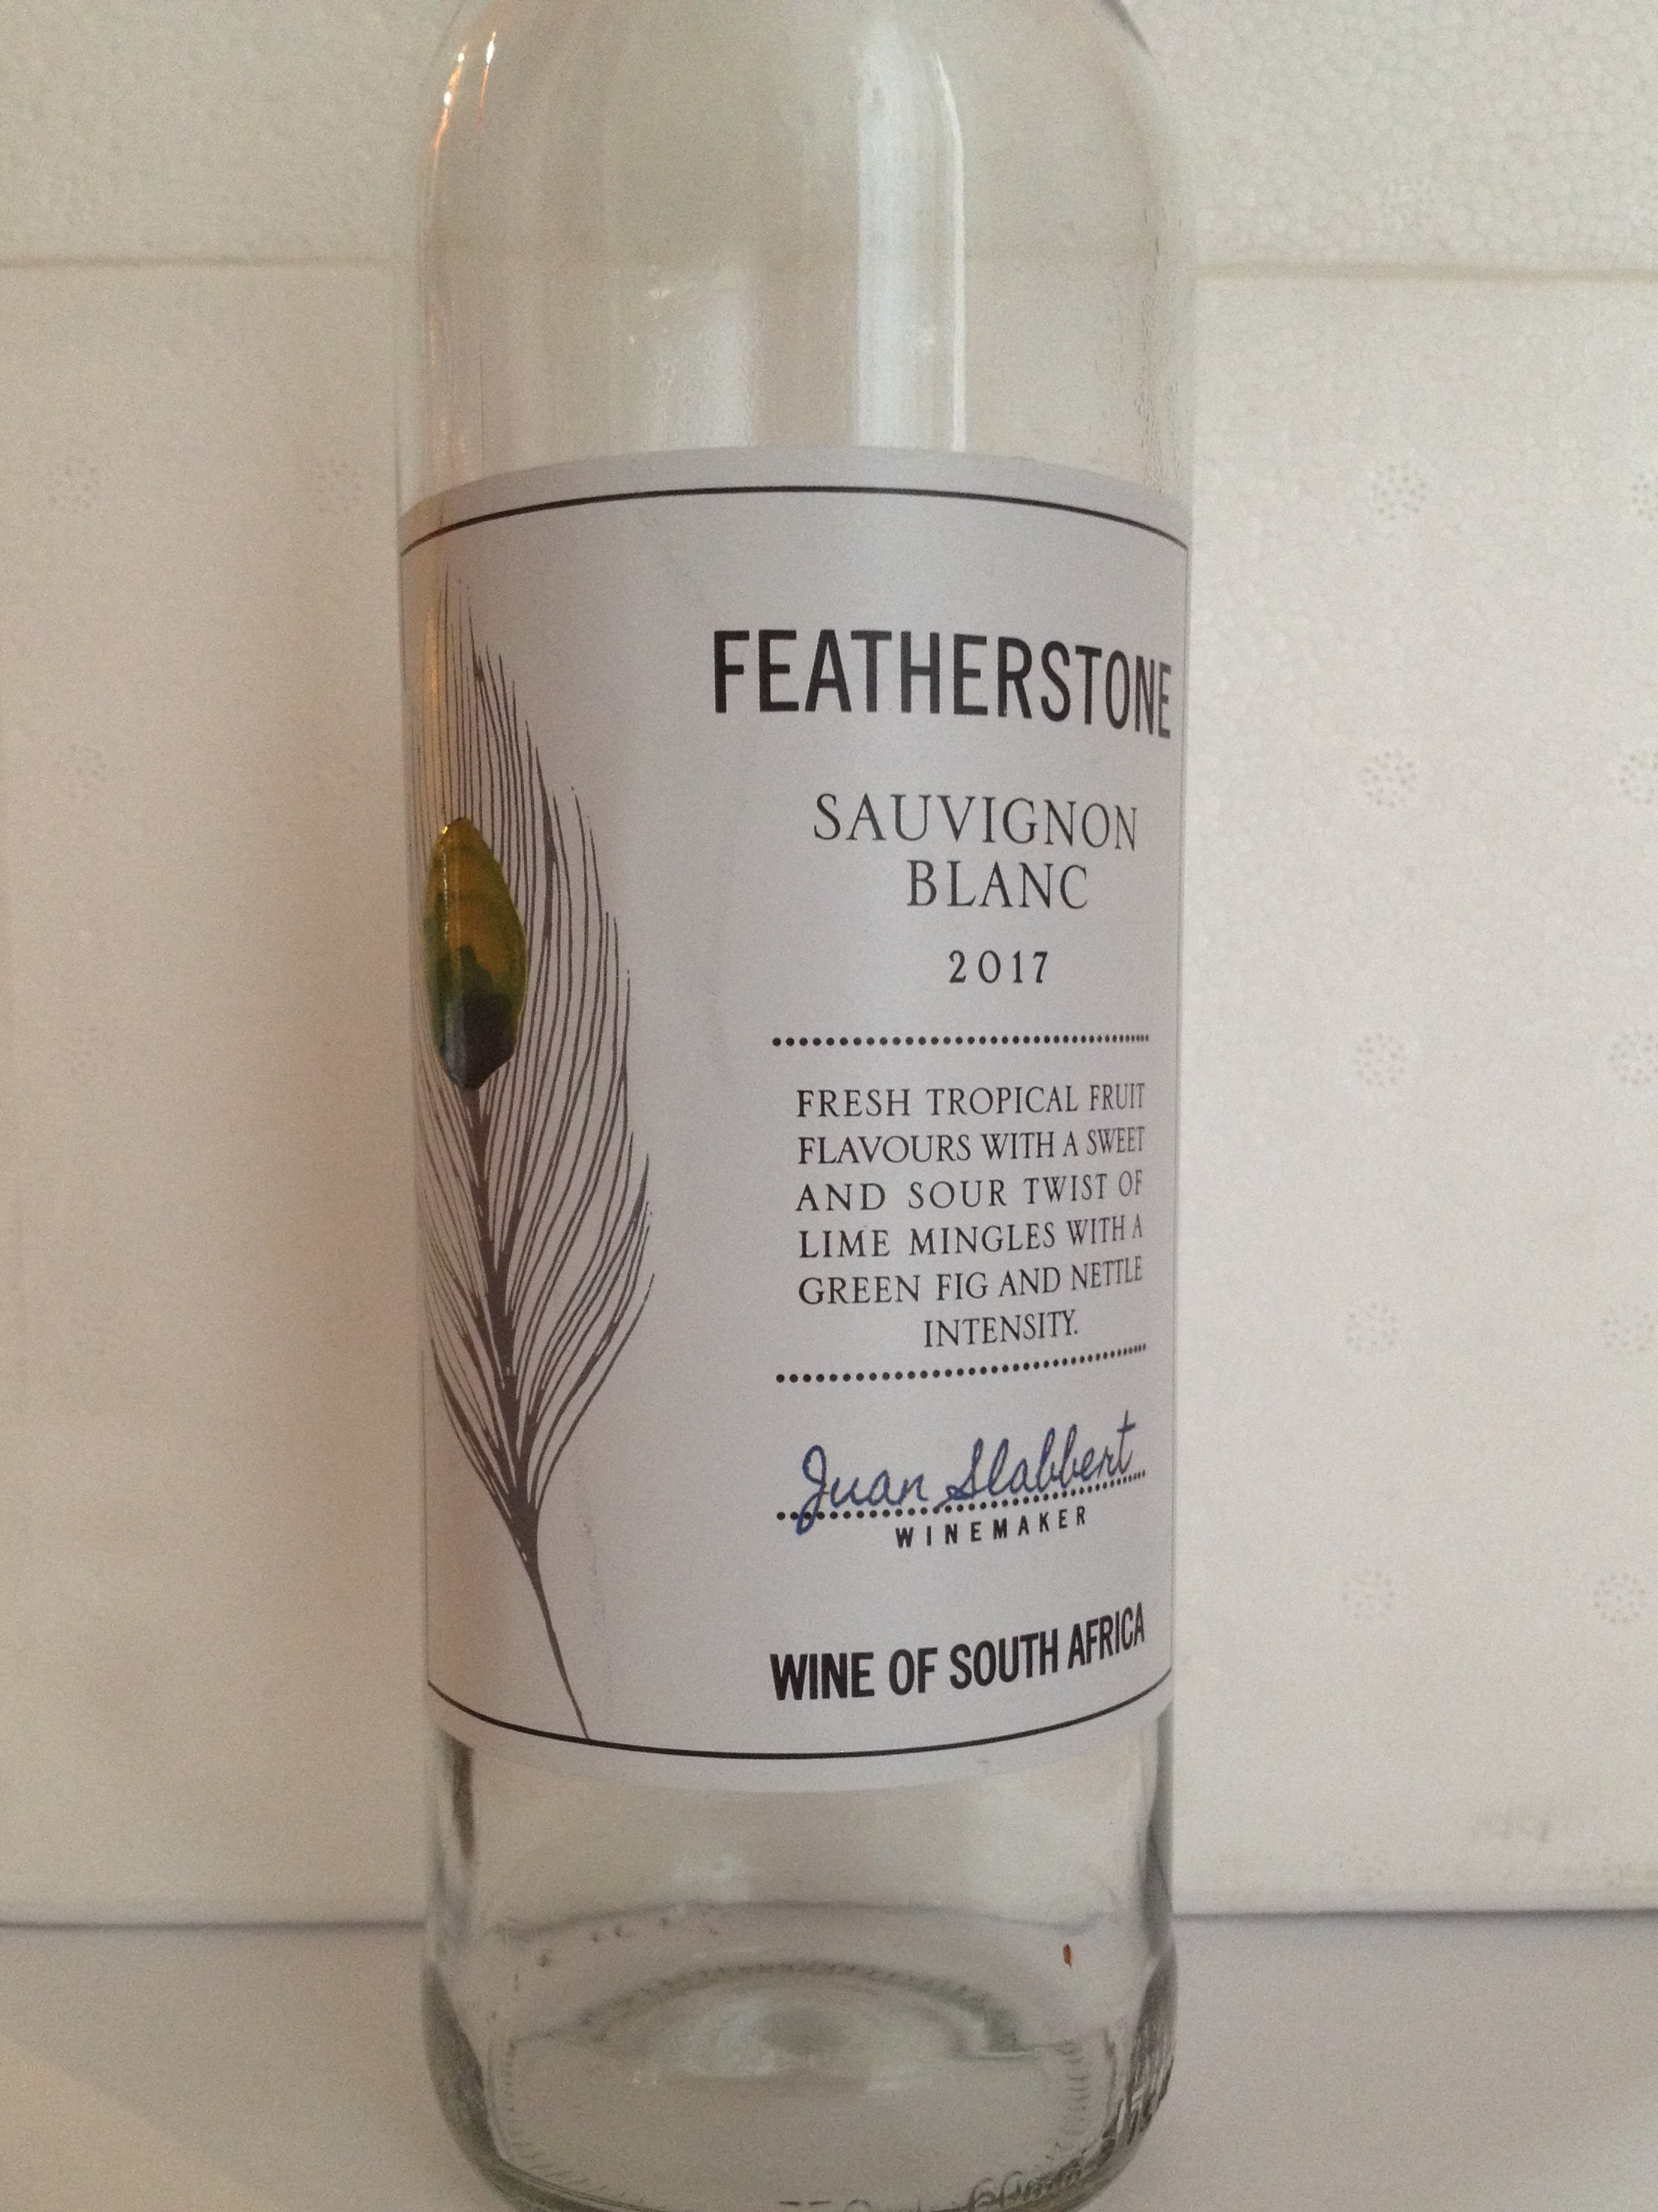 FEATHERSTONE
SAUVIGNON
BLANC
2017
FRESH TROPICAL FRUIT
FLAVOURS WITH A SWEET
AND SOUR TWIST OF
LIME MINGLES WITH A
GREEN FIG AND NETTLE
INTENSITY.
Juan Slabbert
WINEMAKER
WINE OF SOUTH AFRICA